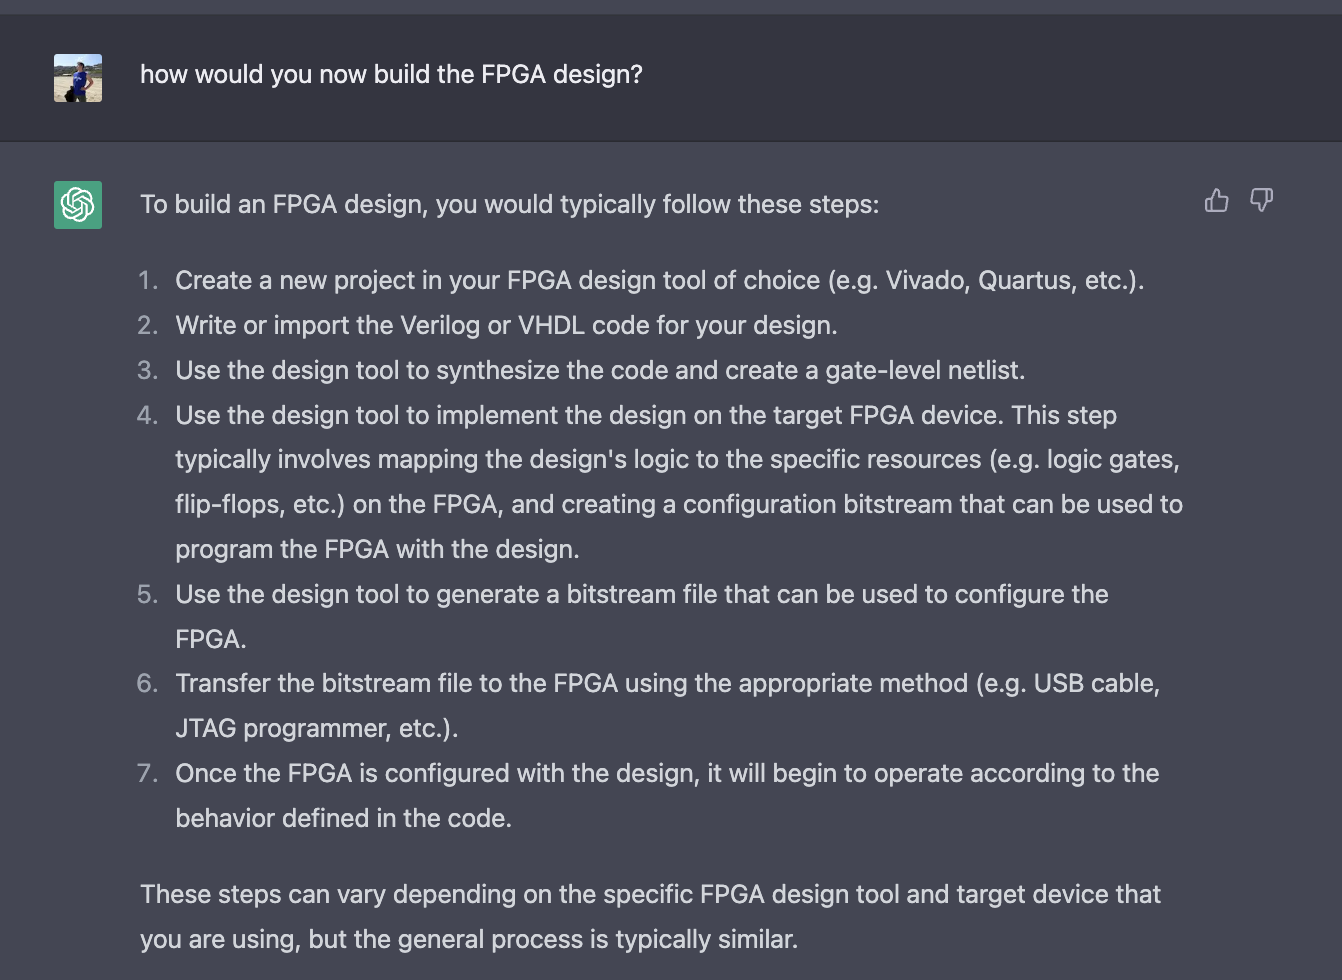 how would you now build the FPGA design?
To build an FPGA design, you would typically follow these steps:
1. Create a new project in your FPGA design tool of choice (e.g. Vivado, Quartus, etc.).
2. Write or import the Verilog or VHDL code for your design.
3. Use the design tool to synthesize the code and create a gate-level netlist.
4. Use the design tool to implement the design on the target FPGA device. This step
typically involves mapping the design's logic to the specific resources (e.g. logic gates,
flip-flops, etc.) on the FPGA, and creating a configuration bitstream that can be used to
program the FPGA with the design.
5. Use the design tool to generate a bitstream file that can be used to configure the
FPGA.
6. Transfer the bitstream file to the FPGA using the appropriate method (e.g. USB cable,
JTAG programmer, etc.).
7. Once the FPGA is configured with the design, it will begin to operate according to the
behavior defined in the code.
These steps can vary depending on the specific FPGA design tool and target device that
you are using, but the general process is typically similar.